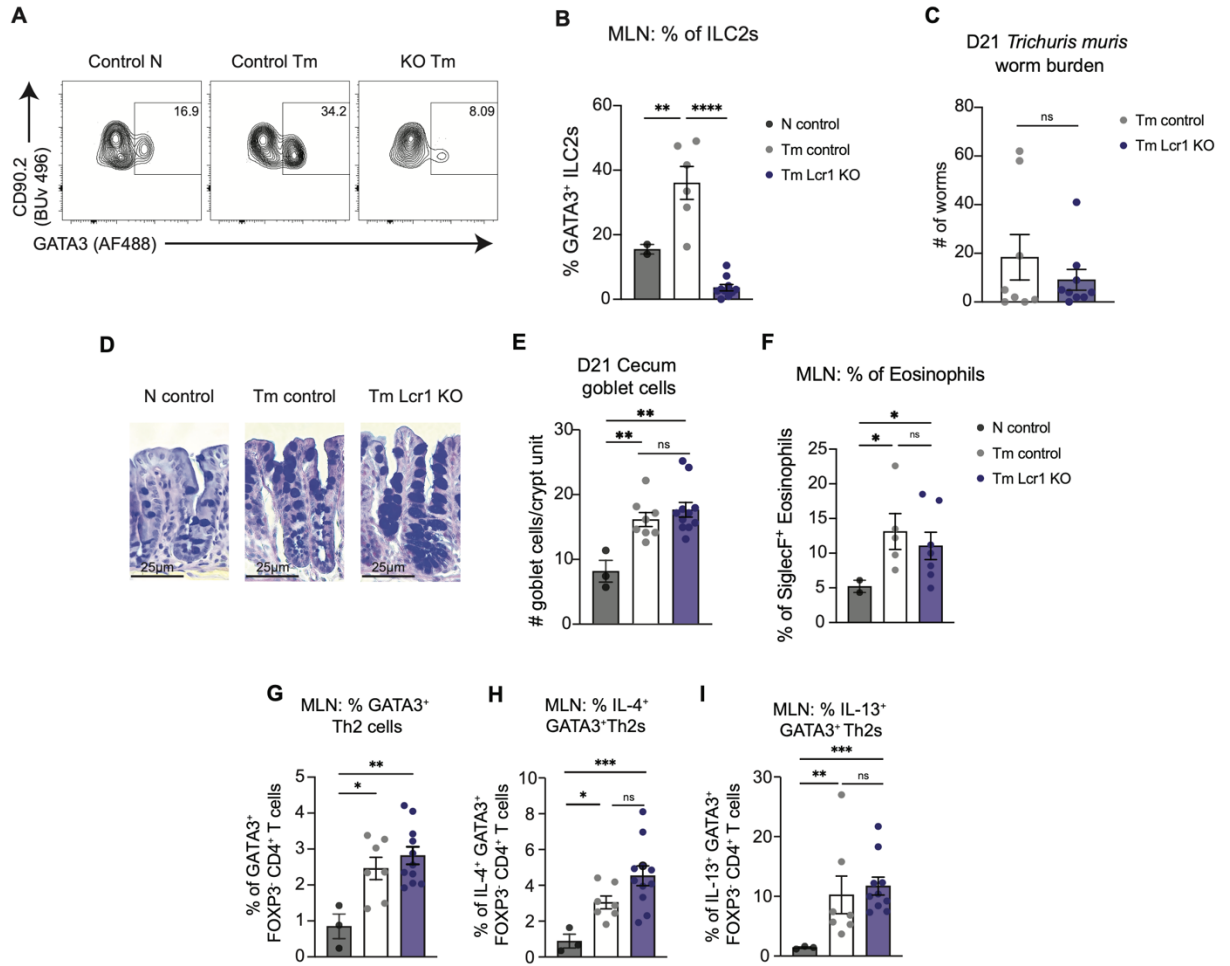 A
Control N
Control Tm
KO Tm
16.9
34.2
8.09
CD90.2
(BUv 496)
GATA3 (AF488)
B
MLN: % of ILC2s
% GATA3⁺ ILC2s
60
40
20
0
**
****
N control
Tm control
Tm Lcr1 KO
C
D21 Trichuris muris
worm burden
# of worms
80
60
40
20
0
ns
Tm control
Tm Lcr1 KO
D
N control
Tm control
Tm Lcr1 KO
25µm
25µm
25µm
E
D21 Cecum
goblet cells
# goblet cells/crypt unit
30
20
10
0
**
**
ns
F
MLN: % of Eosinophils
% of SiglecF⁺ Eosinophils
25
20
15
10
5
0
*
*
ns
N control
Tm control
Tm Lcr1 KO
G
MLN: % GATA3⁺
Th2 cells
% of GATA3⁺
FOXP3⁻ CD4⁺ T cells
5
4
3
2
1
0
**
*
H
MLN: % IL-4⁺
GATA3⁺Th2s
% of IL-4⁺ GATA3⁺
FOXP3⁻ CD4⁺ T cells
10
8
6
4
2
0
***
*
ns
I
MLN: % IL-13⁺
GATA3⁺ Th2s
% of IL-13⁺ GATA3⁺
FOXP3⁻ CD4⁺ T cells
30
20
10
0
***
**
ns